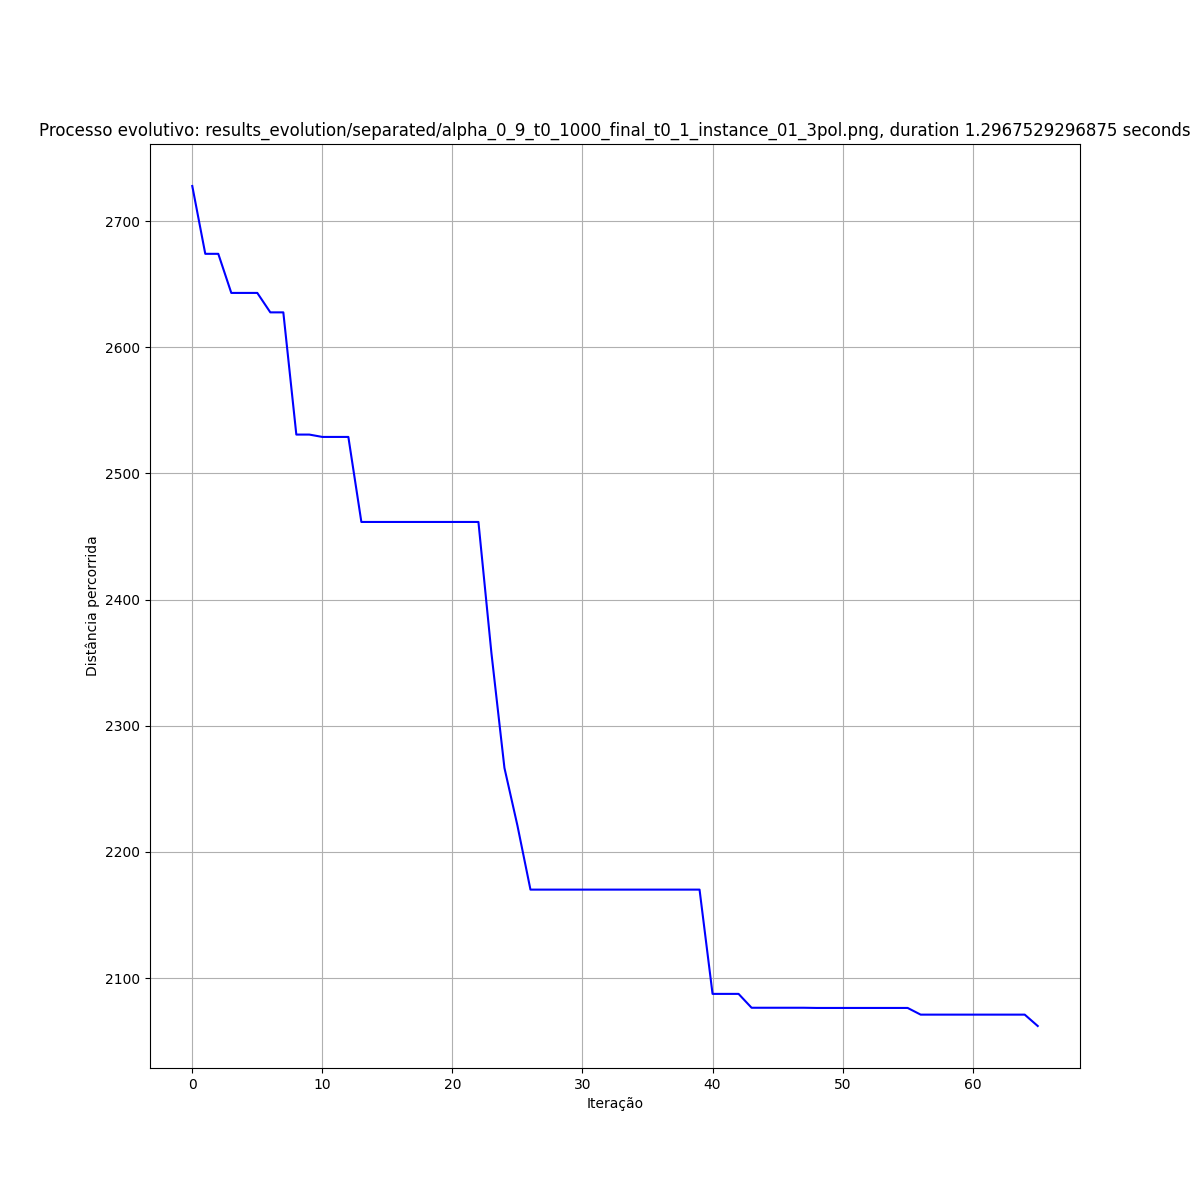 Processo evolutivo: results_evolution/separated/alpha_0_9_t0_1000_final_t0_1_instance_01_3pol.png, duration 1.2967529296875 seconds
2700
2600
2500
2400
2300
2200
2100
Distância percorrida
0 10 20 30 40 50 60
Iteração